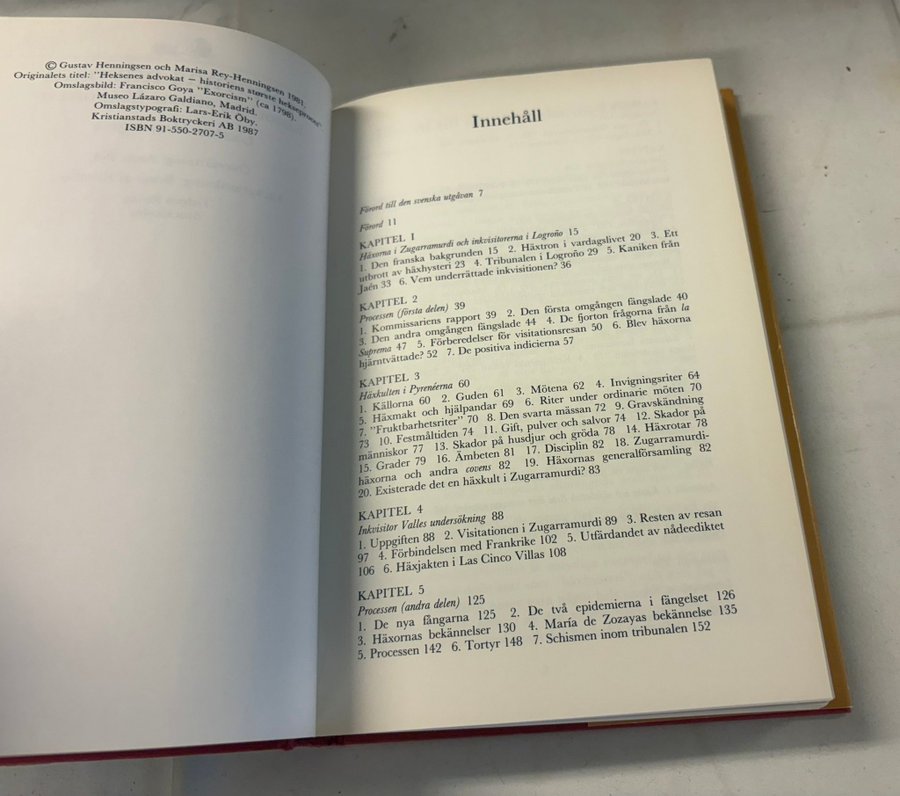 © Gustav Henningsen och Marisa Rey-Henningsen 1981.
Originalets titel: "Heksenes advokat – historiens største hekseproces".
Omslagsbild: Francisco Goya "Exorcism" (ca 1798).
Museo Lázaro Galdiano, Madrid.
Omslagstypografi: Lars-Erik Öby.
Kristianstads Boktryckeri AB 1987
ISBN 91-550-2707-5
Innehåll
Förord till den svenska utgåvan 7
Förord 11
KAPITEL 1
Häxorna i Zugarramurdi och inkvisitorerna i Logroño 15
1. Den franska bakgrunden 15 2. Häxtron i vardagslivet 20 3. Ett
utbrott av häxhysteri 23 4. Tribunalen i Logroño 29 5. Kaniken från
Jaén 33 6. Vem underrättade inkvisitionen? 36
KAPITEL 2
Processen (första delen) 39
1. Kommissariens rapport 39 2. Den första omgången fängslade 40
3. Den andra omgången fängslade 44 4. De fjorton frågorna från la
Suprema 47 5. Förberedelser för visitationsresan 50 6. Blev häxorna
hjärntvättade? 52 7. De positiva indicierna 57
KAPITEL 3
Häxkulten i Pyrenéerna 60
1. Källorna 60 2. Guden 61 3. Mötena 62 4. Invigningsriter 64
5. Häxmakt och hjälpandar 69 6. Riter under ordinarie möten 70
7. "Fruktbarhetsriter" 70 8. Den svarta mässan 72 9. Gravskändning
73 10. Festmåltiden 74 11. Gift, pulver och salvor 74 12. Skador på
människor 77 13. Skador på husdjur och gröda 78 14. Häxrotar 78
15. Grader 79 16. Ämbeten 81 17. Disciplin 82 18. Zugarramurdi-
häxorna och andra covens 82 19. Häxornas generalförsamling 82
20. Existerade det en häxkult i Zugarramurdi? 83
KAPITEL 4
Inkvisitor Valles undersökning 88
1. Uppgiften 88 2. Visitationen i Zugarramurdi 89 3. Resten av resan
97 4. Förbindelsen med Frankrike 102 5. Utfärdandet av nådeediktet
106 6. Häxjakten i Las Cinco Villas 108
KAPITEL 5
Processen (andra delen) 125
1. De nya fångarna 125 2. De två epidemierna i fängelset 126
3. Häxornas bekännelser 130 4. María de Zozayas bekännelse 135
5. Processen 142 6. Tortyr 148 7. Schismen inom tribunalen 152